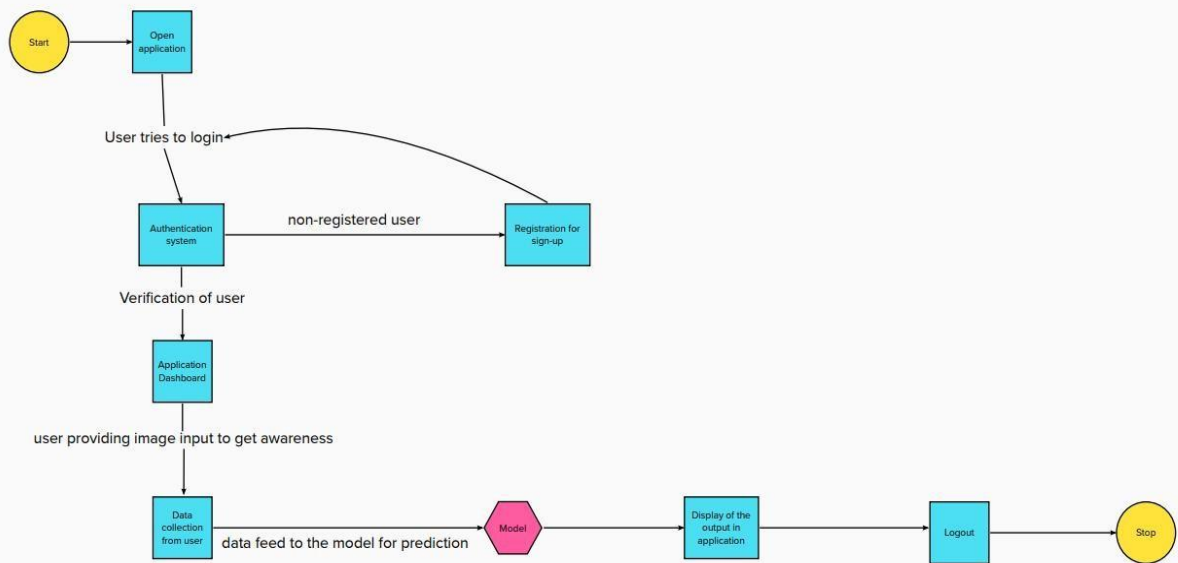 Start
Open
application
User tries to login
Authentication
system
non-registered user
Registration for
sign-up
Verification of user
Application
Dashboard
user providing image input to get awareness
Data
collection
from user
data feed to the model for prediction
Model
Display of the
output in
application
Logout
Stop